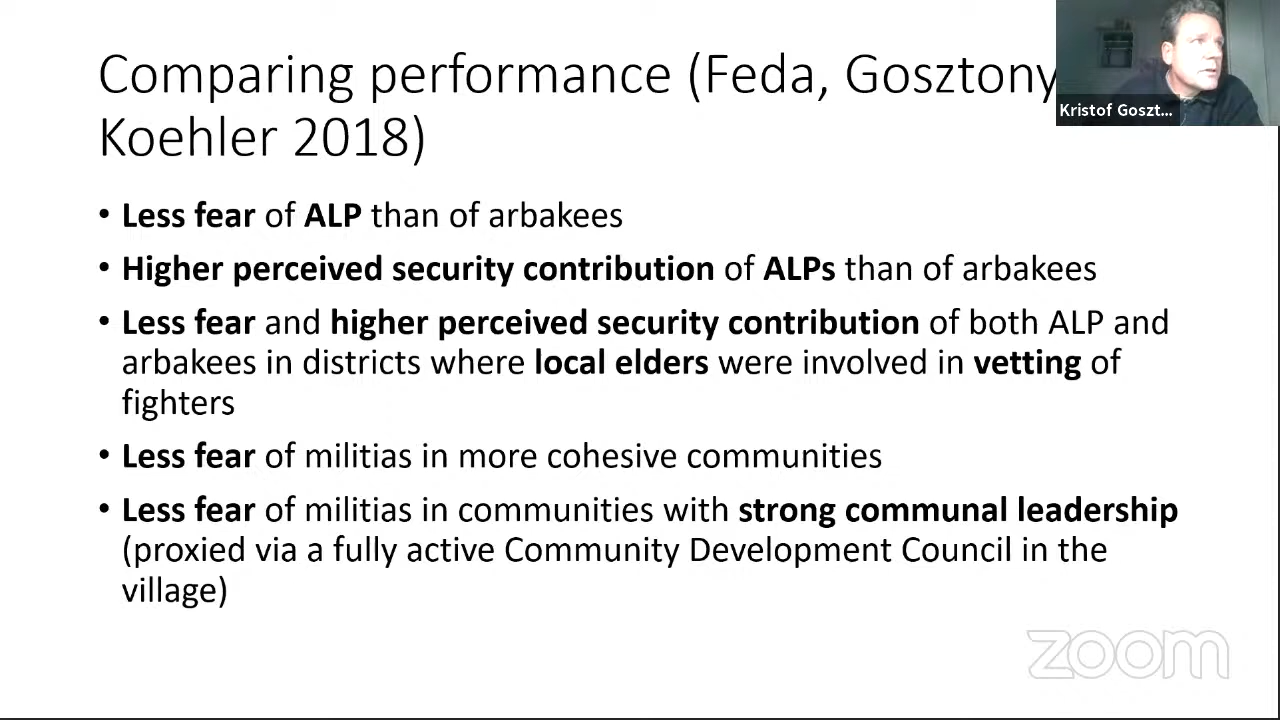 Comparing performance (Feda, Gosztony
Koehler 2018)
Kristof Goszt...
• Less fear of ALP than of arbakees
• Higher perceived security contribution of ALPs than of arbakees
• Less fear and higher perceived security contribution of both ALP and
arbakees in districts where local elders were involved in vetting of
fighters
• Less fear of militias in more cohesive communities
• Less fear of militias in communities with strong communal leadership
(proxied via a fully active Community Development Council in the
village)
zoom